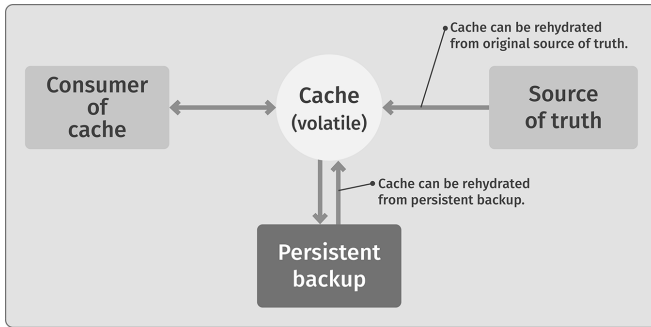 Cache can be rehydrated
from original source of truth.
Consumer
of
cache
Cache
(volatile)
Source
of truth
Cache can be rehydrated
from persistent backup.
Persistent
backup